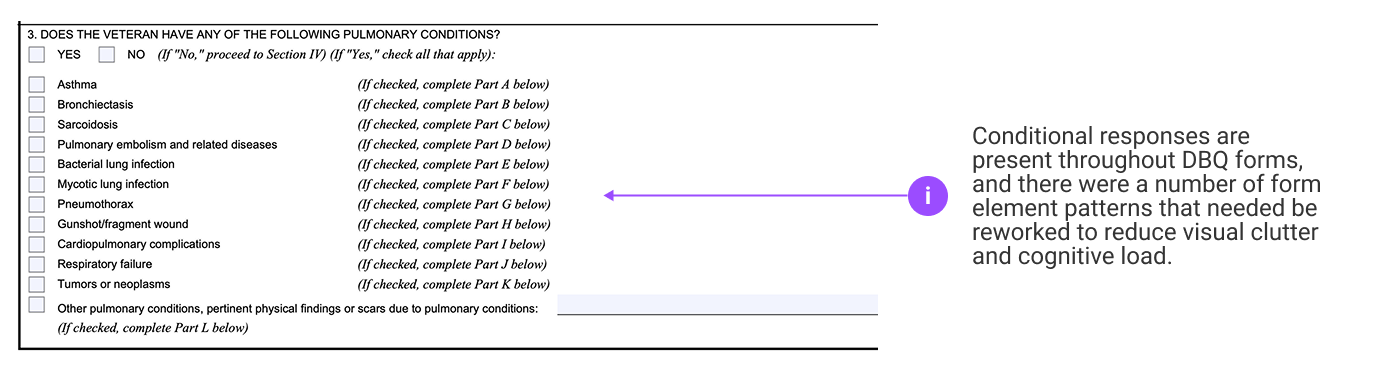 3. DOES THE VETERAN HAVE ANY OF THE FOLLOWING PULMONARY CONDITIONS?
YES NO (If "No," proceed to Section IV) (If "Yes," check all that apply):
Asthma (If checked, complete Part A below)
Bronchiectasis (If checked, complete Part B below)
Sarcoidosis (If checked, complete Part C below)
Pulmonary embolism and related diseases (If checked, complete Part D below)
Bacterial lung infection (If checked, complete Part E below)
Mycotic lung infection (If checked, complete Part F below)
Pneumothorax (If checked, complete Part G below)
Gunshot/fragment wound (If checked, complete Part H below)
Cardiopulmonary complications (If checked, complete Part I below)
Respiratory failure (If checked, complete Part J below)
Tumors or neoplasms (If checked, complete Part K below)
Other pulmonary conditions, pertinent physical findings or scars due to pulmonary conditions:
(If checked, complete Part L below)
i
Conditional responses are
present throughout DBQ forms,
and there were a number of form
element patterns that needed be
reworked to reduce visual clutter
and cognitive load.